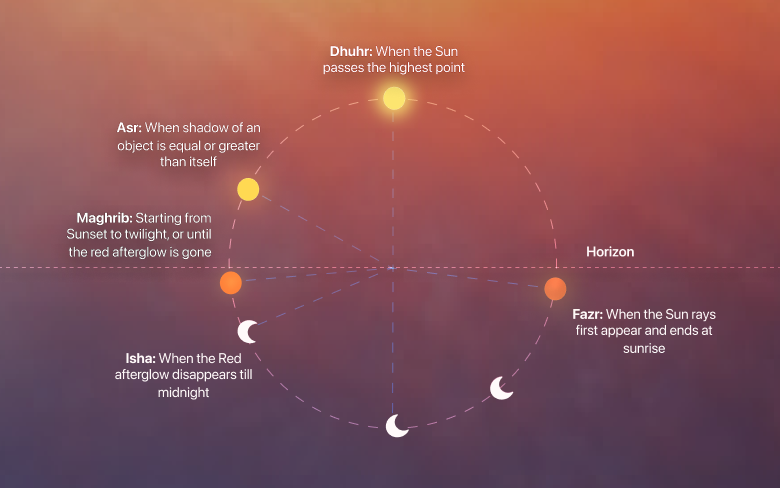 Dhuhr: When the Sun
passes the highest point
Asr: When shadow of an
object is equal or greater
than itself
Maghrib: Starting from
Sunset to twilight, or until
the red afterglow is gone
Horizon
Fazr: When the Sun rays
first appear and ends at
sunrise
Isha: When the Red
afterglow disappears till
midnight